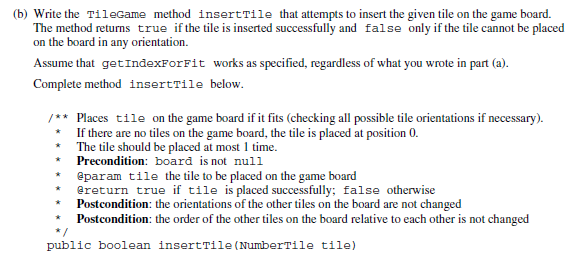 (b) Write the TileGame method insertTile that attempts to insert the given tile on the game board.
The method returns true if the tile is inserted successfully and false only if the tile cannot be placed
on the board in any orientation.
Assume that getIndexForFit works as specified, regardless of what you wrote in part (a).
Complete method insertTile below.
/** Places tile on the game board if it fits (checking all possible tile orientations if necessary).
* If there are no tiles on the game board, the tile is placed at position 0.
* The tile should be placed at most 1 time.
* Precondition: board is not null
* @param tile the tile to be placed on the game board
* @return true if tile is placed successfully; false otherwise
* Postcondition: the orientations of the other tiles on the board are not changed
* Postcondition: the order of the other tiles on the board relative to each other is not changed
*/
public boolean insertTile(NumberTile tile)